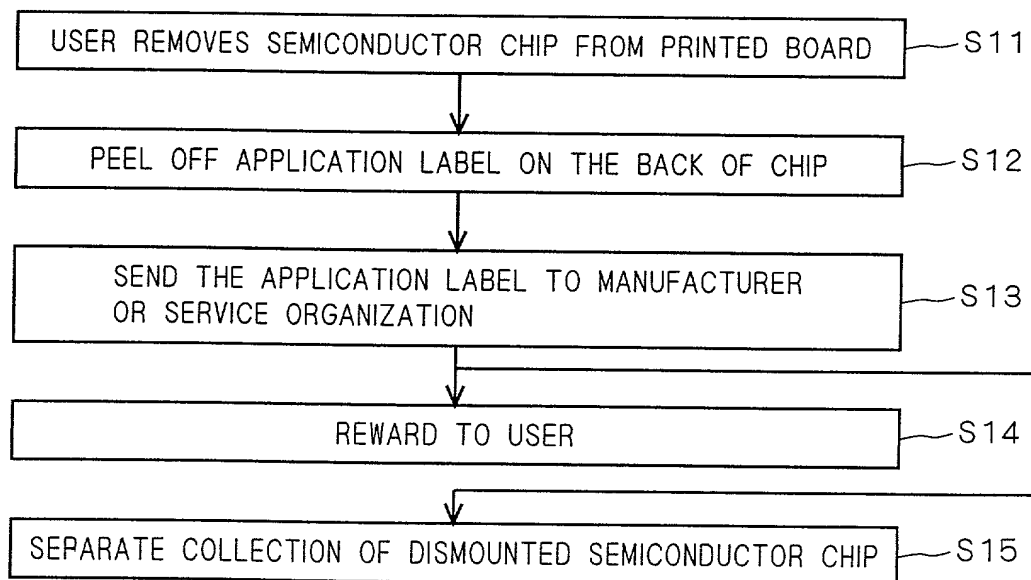 USER REMOVES SEMICONDUCTOR CHIP FROM PRINTED BOARD S11
PEEL OFF APPLICATION LABEL ON THE BACK OF CHIP S12
SEND THE APPLICATION LABEL TO MANUFACTURER
OR SERVICE ORGANIZATION S13
REWARD TO USER S14
SEPARATE COLLECTION OF DISMOUNTED SEMICONDUCTOR CHIP S15